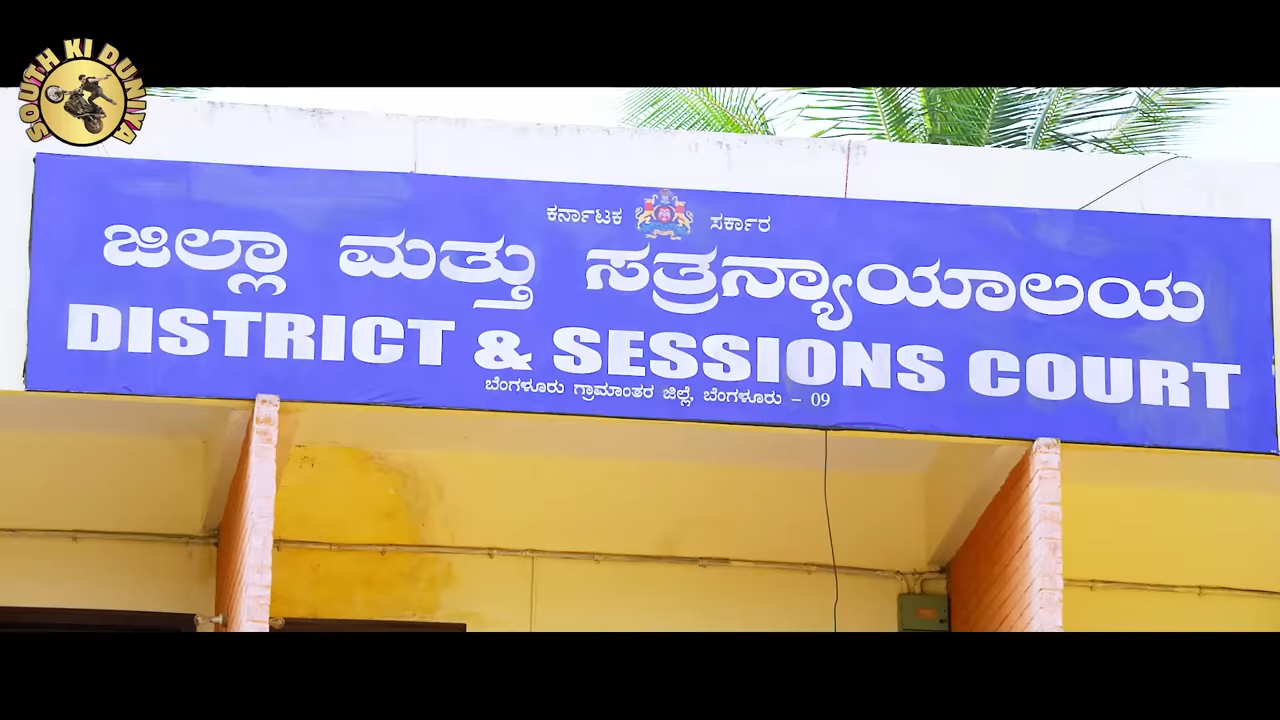 SOUTH KI DUNIYA
ಕರ್ನಾಟಕ ಸರ್ಕಾರ
ಜಿಲ್ಲಾ ಮತ್ತು ಸತ್ರನ್ಯಾಯಾಲಯ
DISTRICT & SESSIONS COURT
ಬೆಂಗಳೂರು ಗ್ರಾಮಾಂತರ ಜಿಲ್ಲೆ, ಬೆಂಗಳೂರು - 09